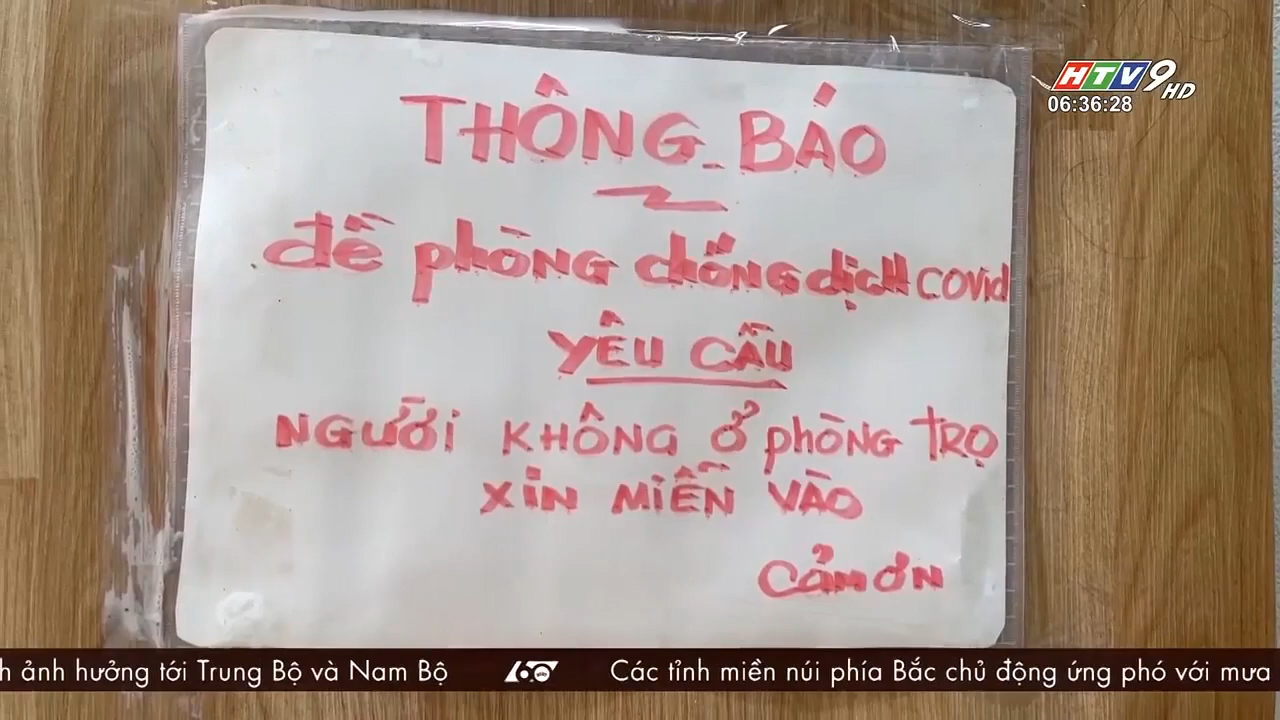 HTV9 HD
06:36:28
THÔNG BÁO
đề phòng chống dịch covid
YÊU CẦU
NGƯỜI KHÔNG Ở phòng TRỌ
XIN MIỄN VÀO
Cảm ơn
h ảnh hưởng tới Trung Bộ và Nam Bộ 60 Các tỉnh miền núi phía Bắc chủ động ứng phó với mưa